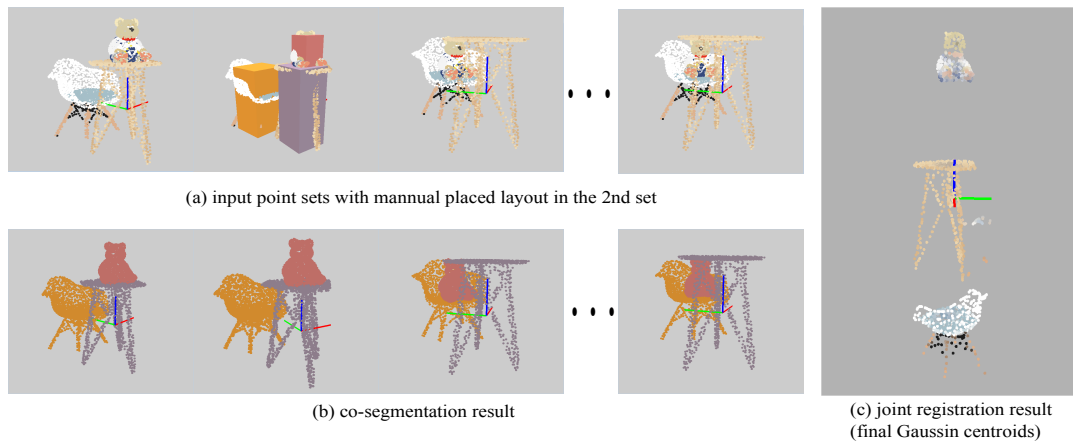 (a) input point sets with mannual placed layout in the 2nd set
(b) co-segmentation result
(c) joint registration result
(final Gaussin centroids)